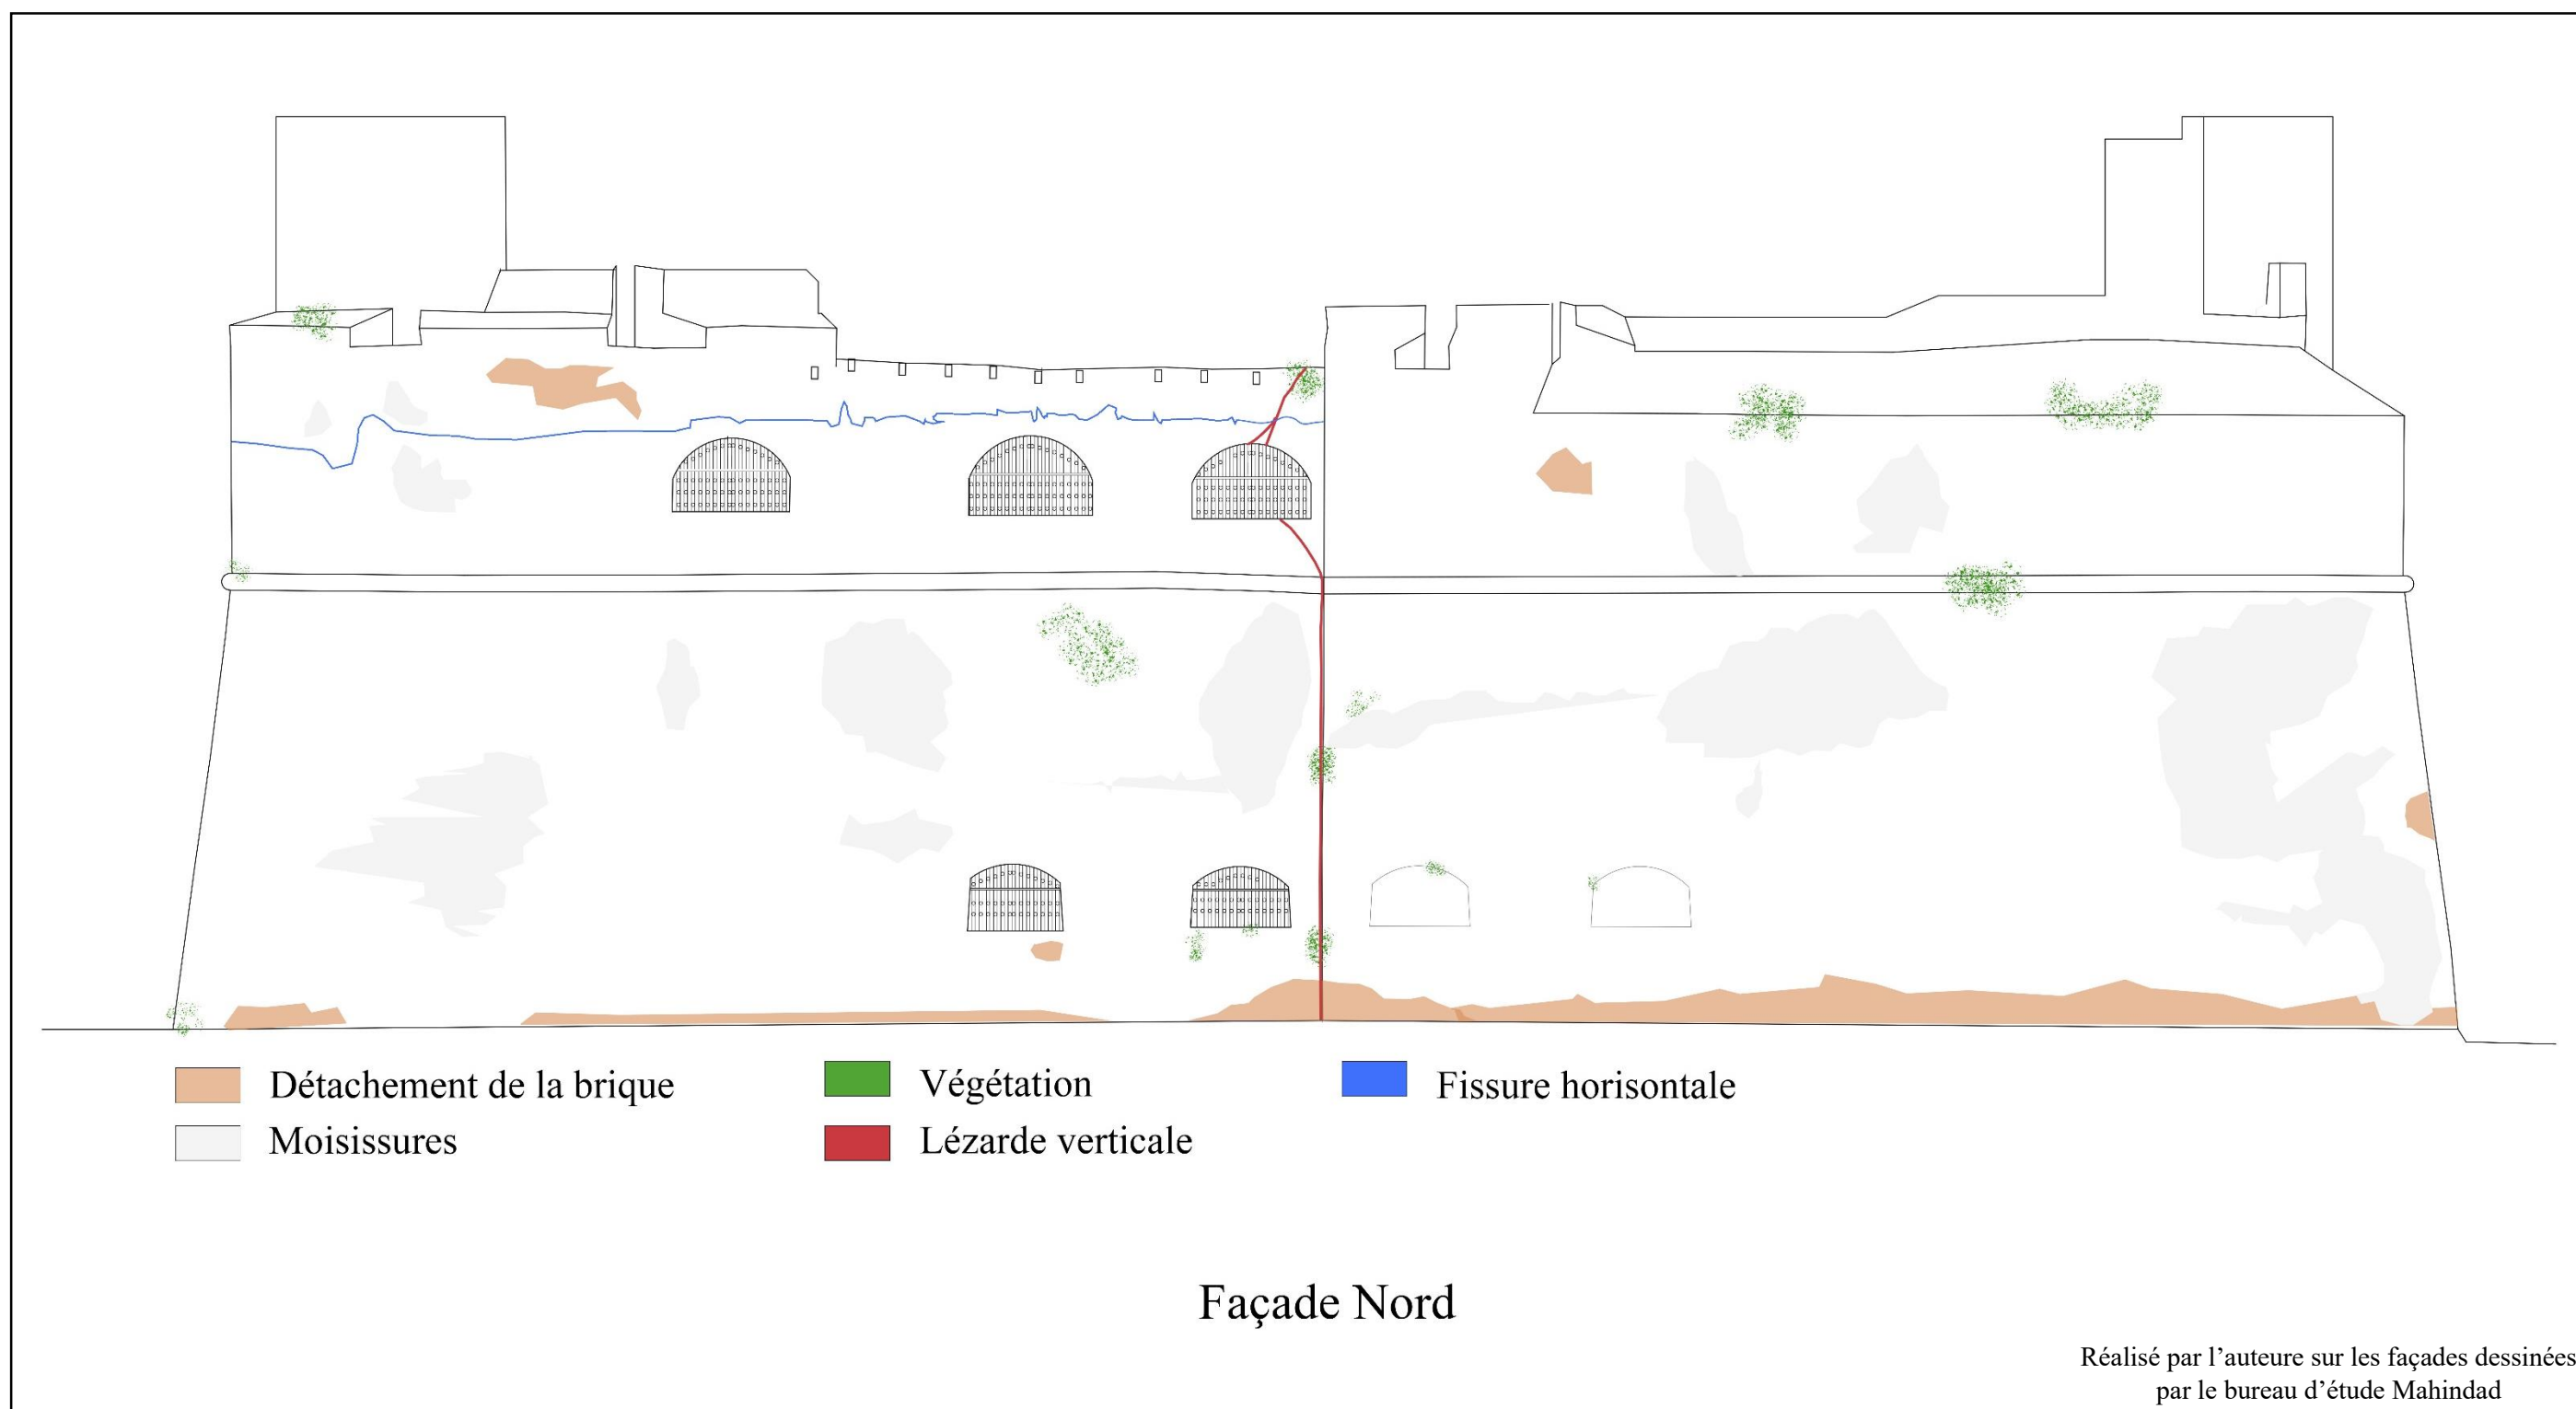 Détachement de la brique
Végétation
Fissure horisontale
Moisissures
Lézarde verticale
Façade Nord
Réalisé par l’auteure sur les façades dessinées
par le bureau d’étude Mahindad